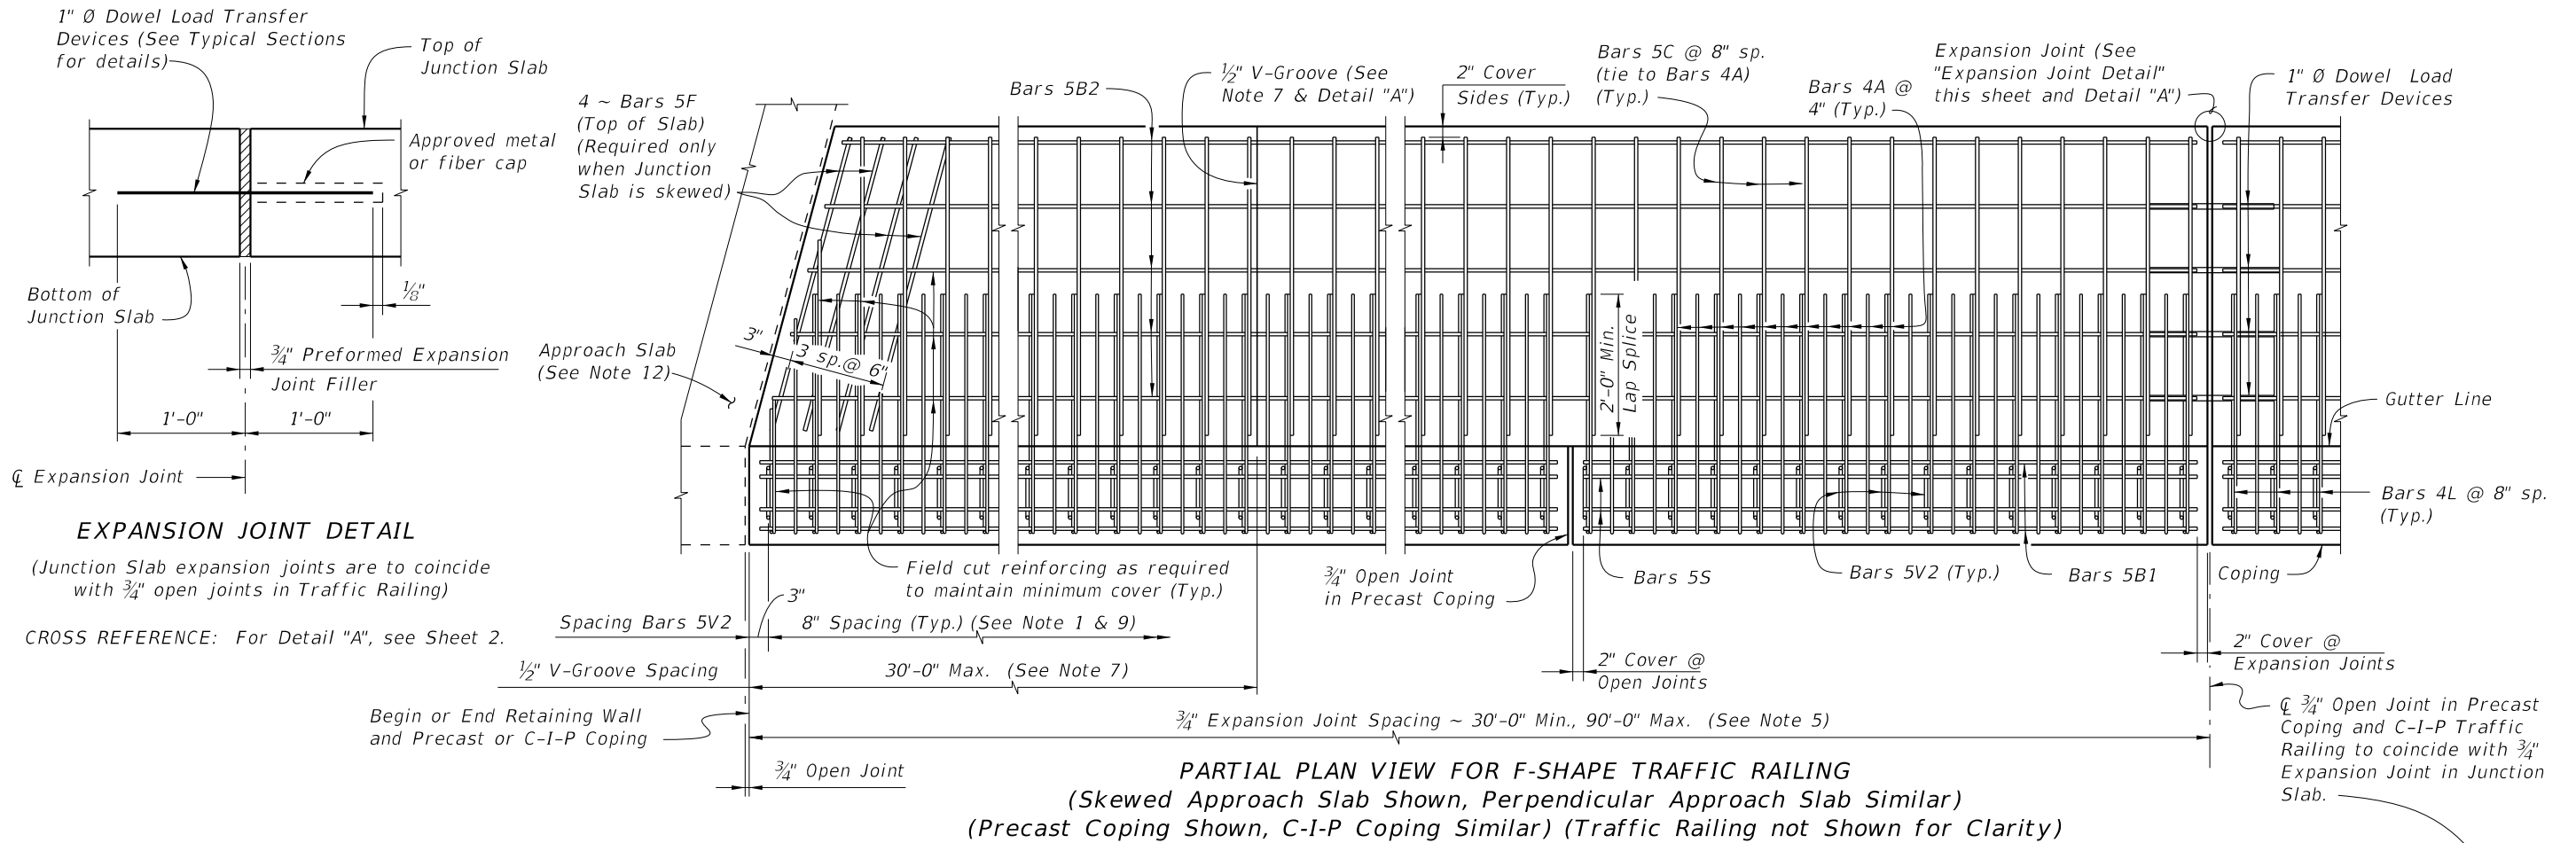 1" Ø Dowel Load Transfer
Devices (See Typical Sections
for details)
Top of
Junction Slab
Approved metal
or fiber cap
Bottom of
Junction Slab
⅛"
¾" Preformed Expansion
Joint Filler
1'-0"
1'-0"
℄ Expansion Joint
EXPANSION JOINT DETAIL
(Junction Slab expansion joints are to coincide
with ¾" open joints in Traffic Railing)
CROSS REFERENCE: For Detail "A", see Sheet 2.
4 ~ Bars 5F
(Top of Slab)
(Required only
when Junction
Slab is skewed)
Approach Slab
(See Note 12)
3"
3 sp.@ 6"
Bars 5B2
½" V-Groove (See
Note 7 & Detail "A")
2" Cover
Sides (Typ.)
Bars 5C @ 8" sp.
(tie to Bars 4A)
(Typ.)
Bars 4A @
4" (Typ.)
Expansion Joint (See
"Expansion Joint Detail"
this sheet and Detail "A")
1" Ø Dowel Load
Transfer Devices
2'-0" Min.
Lap Splice
Gutter Line
Bars 4L @ 8" sp.
(Typ.)
Field cut reinforcing as required
to maintain minimum cover (Typ.)
¾" Open Joint
in Precast Coping
Bars 5S
Bars 5V2 (Typ.)
Bars 5B1
Coping
3"
Spacing Bars 5V2
8" Spacing (Typ.) (See Note 1 & 9)
½" V-Groove Spacing
30'-0" Max. (See Note 7)
2" Cover @
Open Joints
2" Cover @
Expansion Joints
Begin or End Retaining Wall
and Precast or C-I-P Coping
¾" Expansion Joint Spacing ~ 30'-0" Min., 90'-0" Max. (See Note 5)
¾" Open Joint
℄ ¾" Open Joint in Precast
Coping and C-I-P Traffic
Railing to coincide with ¾"
Expansion Joint in Junction
Slab.
PARTIAL PLAN VIEW FOR F-SHAPE TRAFFIC RAILING
(Skewed Approach Slab Shown, Perpendicular Approach Slab Similar)
(Precast Coping Shown, C-I-P Coping Similar) (Traffic Railing not Shown for Clarity)